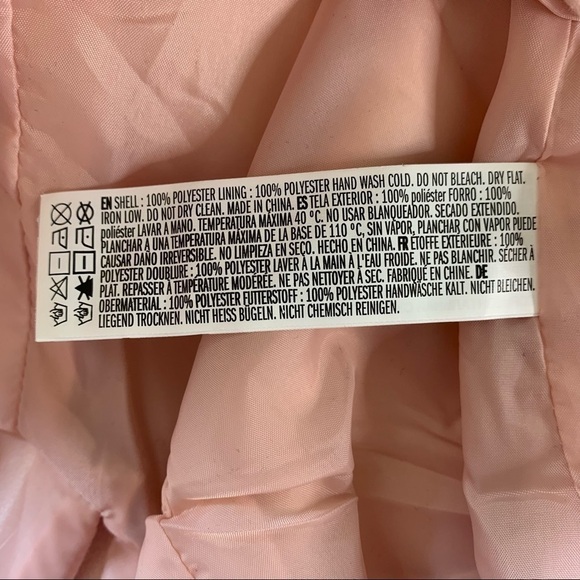 EN SHELL : 100% POLYESTER LINING : 100% POLYESTER HAND WASH COLD. DO NOT BLEACH. DRY FLAT.
IRON LOW. DO NOT DRY CLEAN. MADE IN CHINA. ES TELA EXTERIOR : 100% poliéster FORRO : 100%
poliéster LAVAR A MANO. TEMPERATURA MÁXIMA 40 ºC. NO USAR BLANQUEADOR. SECADO EXTENDIDO.
PLANCHAR A UNA TEMPERATURA MÁXIMA DE LA BASE DE 110 °C, SIN VAPOR, PLANCHAR CON VAPOR PUEDE
CAUSAR DAÑO IRREVERSIBLE. NO LIMPIEZA EN SECO. HECHO EN CHINA. FR ÉTOFFE EXTÉRIEURE : 100%
POLYESTER DOUBLURE : 100% POLYESTER LAVER À LA MAIN À L'EAU FROIDE. NE PAS BLANCHIR. SÉCHER À
PLAT. REPASSER À TEMPÉRATURE MODÉRÉE. NE PAS NETTOYER À SEC. FABRIQUÉ EN CHINE. DE
OBERMATERIAL : 100% POLYESTER FUTTERSTOFF : 100% POLYESTER HANDWÄSCHE KALT. NICHT BLEICHEN.
LIEGEND TROCKNEN. NICHT HEISS BÜGELN. NICHT CHEMISCH REINIGEN.